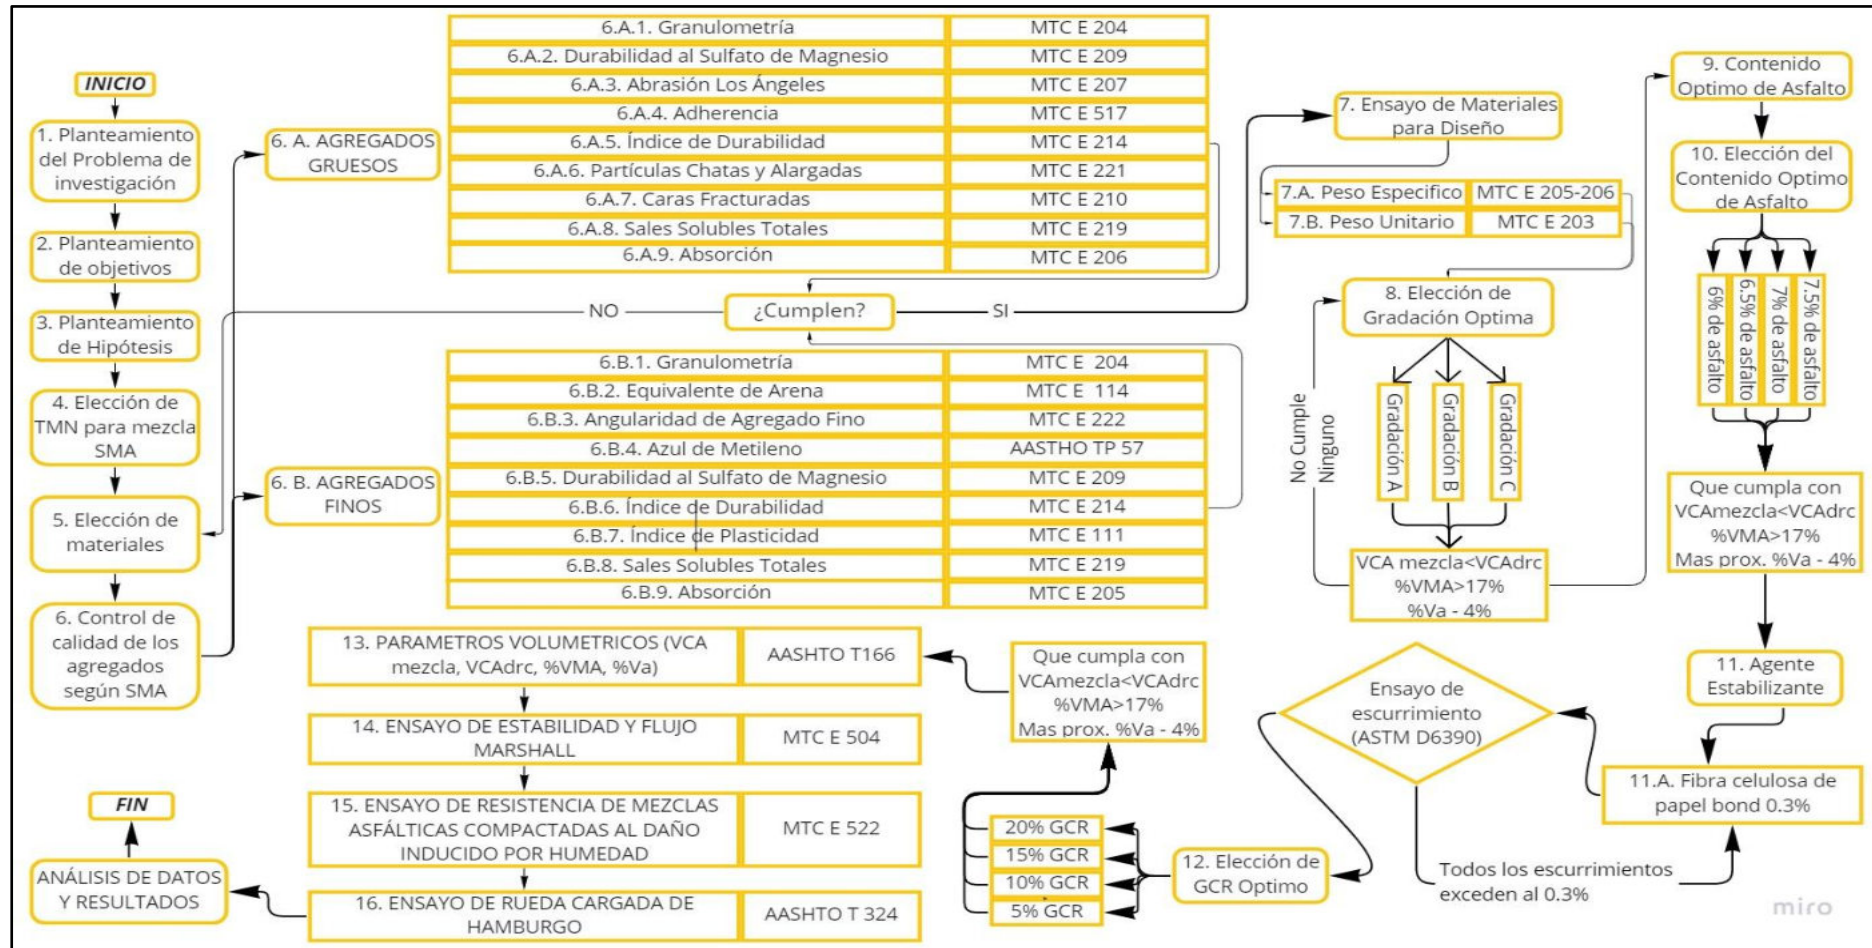 INICIO
1. Planteamiento
del Problema de
investigación
2. Planteamiento
de objetivos
3. Planteamiento
de Hipótesis
4. Elección de
TMN para mezcla
SMA
5. Elección de
materiales
6. Control de
calidad de los
agregados
según SMA
6. A. AGREGADOS
GRUESOS
6.A.1. Granulometría MTC E 204
6.A.2. Durabilidad al Sulfato de Magnesio MTC E 209
6.A.3. Abrasión Los Ángeles MTC E 207
6.A.4. Adherencia MTC E 517
6.A.5. Índice de Durabilidad MTC E 214
6.A.6. Partículas Chatas y Alargadas MTC E 221
6.A.7. Caras Fracturadas MTC E 210
6.A.8. Sales Solubles Totales MTC E 219
6.A.9. Absorción MTC E 206
NO
¿Cumplen?
SI
6. B. AGREGADOS
FINOS
6.B.1. Granulometría MTC E 204
6.B.2. Equivalente de Arena MTC E 114
6.B.3. Angularidad de Agregado Fino MTC E 222
6.B.4. Azul de Metileno AASTHO TP 57
6.B.5. Durabilidad al Sulfato de Magnesio MTC E 209
6.B.6. Índice de Durabilidad MTC E 214
6.B.7. Índice de Plasticidad MTC E 111
6.B.8. Sales Solubles Totales MTC E 219
6.B.9. Absorción MTC E 205
7. Ensayo de Materiales
para Diseño
7.A. Peso Especifico MTC E 205-206
7.B. Peso Unitario MTC E 203
8. Elección de
Gradación Optima
No Cumple
Ninguno
Gradación A
Gradación B
Gradación C
VCA mezcla<VCAdrc
%VMA>17%
%Va - 4%
9. Contenido
Optimo de Asfalto
10. Elección del
Contenido Optimo
de Asfalto
6% de asfalto
6.5% de asfalto
7% de asfalto
7.5% de asfalto
Que cumpla con
VCAmezcla<VCAdrc
%VMA>17%
Mas prox. %Va - 4%
11. Agente
Estabilizante
11.A. Fibra celulosa de
papel bond 0.3%
Ensayo de
escurrimiento
(ASTM D6390)
Todos los escurrimientos
exceden al 0.3%
12. Elección de
GCR Optimo
20% GCR
15% GCR
10% GCR
5% GCR
Que cumpla con
VCAmezcla<VCAdrc
%VMA>17%
Mas prox. %Va - 4%
13. PARAMETROS VOLUMETRICOS (VCA
mezcla, VCAdrc, %VMA, %Va)
AASHTO T166
14. ENSAYO DE ESTABILIDAD Y FLUJO
MARSHALL
MTC E 504
15. ENSAYO DE RESISTENCIA DE MEZCLAS
ASFÁLTICAS COMPACTADAS AL DAÑO
INDUCIDO POR HUMEDAD
MTC E 522
16. ENSAYO DE RUEDA CARGADA DE
HAMBURGO
AASHTO T 324
ANÁLISIS DE DATOS
Y RESULTADOS
FIN
miro